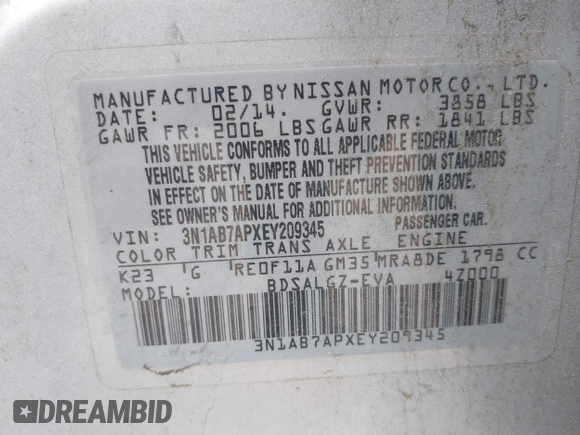 MANUFACTURED BY NISSAN MOTOR CO., LTD.
DATE: 02/14. GVWR: 3858 LBS
GAWR FR: 2006 LBS GAWR RR: 1841 LBS
THIS VEHICLE CONFORMS TO ALL APPLICABLE FEDERAL MOTOR
VEHICLE SAFETY, BUMPER AND THEFT PREVENTION STANDARDS
IN EFFECT ON THE DATE OF MANUFACTURE SHOWN ABOVE.
SEE OWNER'S MANUAL FOR ADDITIONAL INFORMATION.
VIN: 3N1AB7APXEY209345 PASSENGER CAR.
COLOR TRIM TRANS AXLE ENGINE
K23 G RE0F11A GM35 MRA8DE 1798 CC
MODEL: BDSALGZ-EVA 4Z000
3N1AB7APXEY209345
DREAMBID